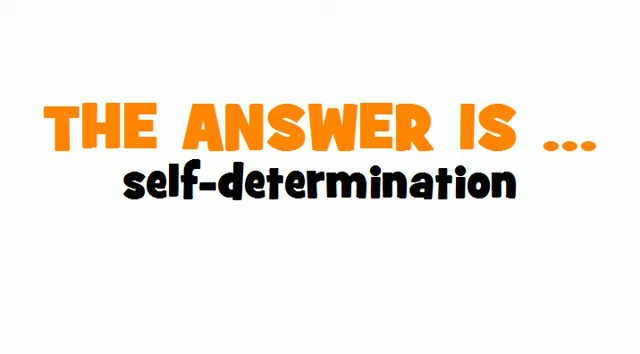 THE ANSWER IS ...
self-determination